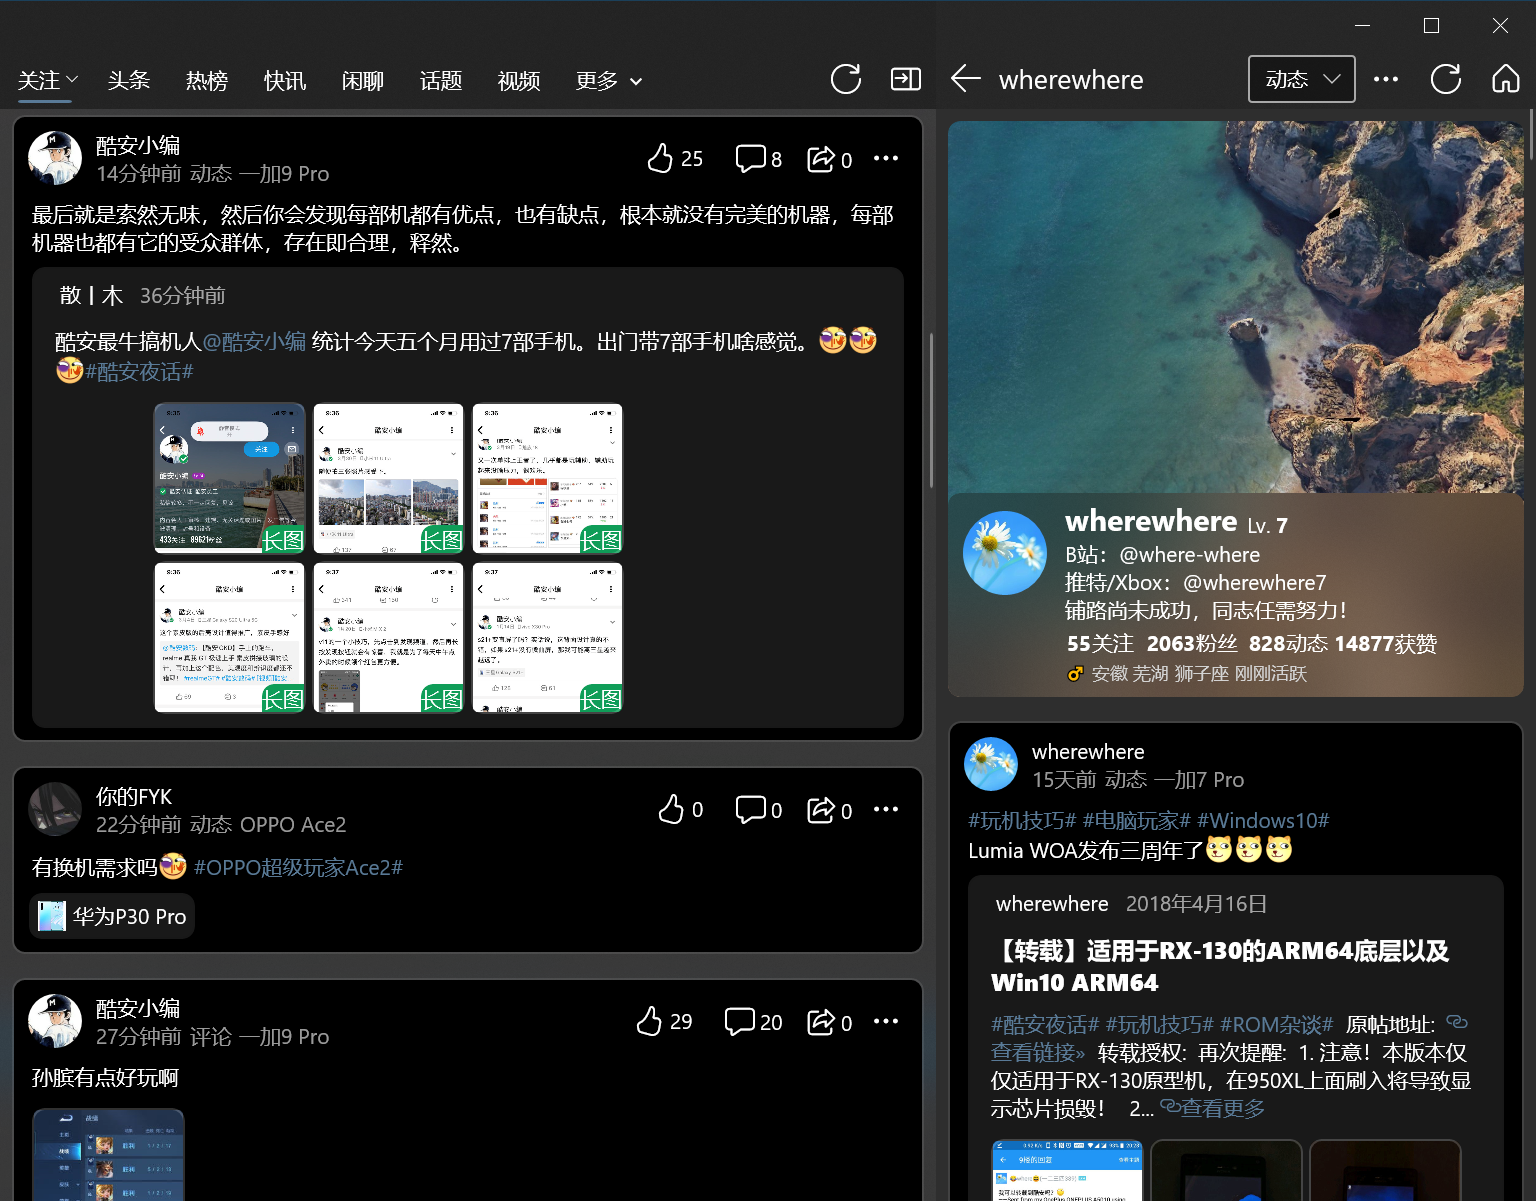 关注 头条 热榜 快讯 闲聊 话题 视频 更多
酷安小编
14分钟前 动态 一加9 Pro
25 8 0
最后就是索然无味，然后你会发现每部机都有优点，也有缺点，根本就没有完美的机器，每部
机器也都有它的受众群体，存在即合理，释然。
散丨木 36分钟前
酷安最牛搞机人@酷安小编 统计今天五个月用过7部手机。出门带7部手机啥感觉。
#酷安夜话#
长图 长图 长图
长图 长图 长图
你的FYK
22分钟前 动态 OPPO Ace2
0 0 0
有换机需求吗 #OPPO超级玩家Ace2#
华为P30 Pro
酷安小编
27分钟前 评论 一加9 Pro
29 20 0
孙膑有点好玩啊
wherewhere
动态
wherewhere Lv. 7
B站：@where-where
推特/Xbox：@wherewhere7
铺路尚未成功，同志任需努力！
55关注 2063粉丝 828动态 14877获赞
安徽 芜湖 狮子座 刚刚活跃
wherewhere
15天前 动态 一加7 Pro
#玩机技巧# #电脑玩家# #Windows10#
Lumia WOA发布三周年了
wherewhere 2018年4月16日
【转载】适用于RX-130的ARM64底层以及
Win10 ARM64
#酷安夜话# #玩机技巧# #ROM杂谈# 原帖地址:
查看链接» 转载授权: 再次提醒: 1. 注意！本版本仅
仅适用于RX-130原型机，在950XL上面刷入将导致显
示芯片损毁！ 2... 查看更多